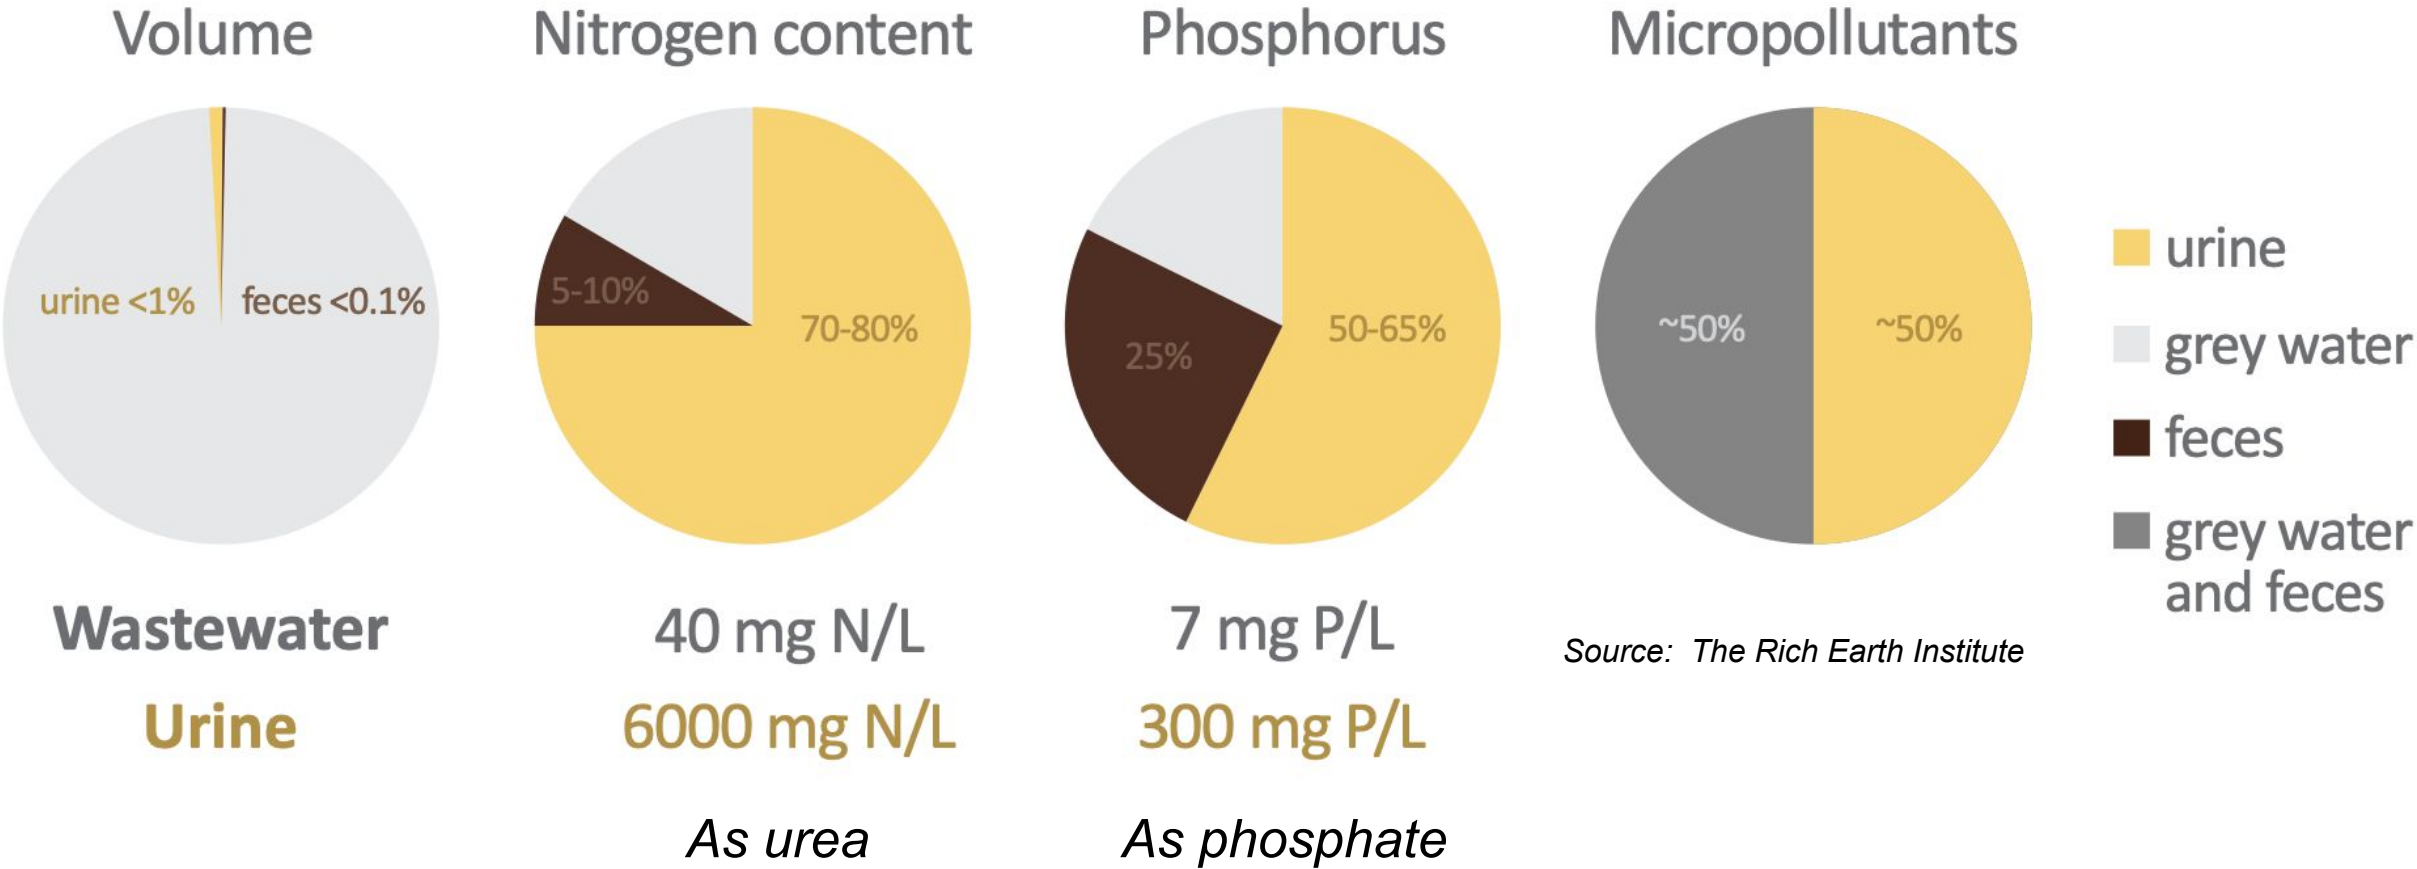 Volume
Nitrogen content
Phosphorus
Micropollutants
urine <1%
feces <0.1%
5-10%
70-80%
25%
50-65%
~50%
~50%
urine
grey water
feces
grey water
and feces
Wastewater
40 mg N/L
7 mg P/L
Source: The Rich Earth Institute
Urine
6000 mg N/L
300 mg P/L
As urea
As phosphate